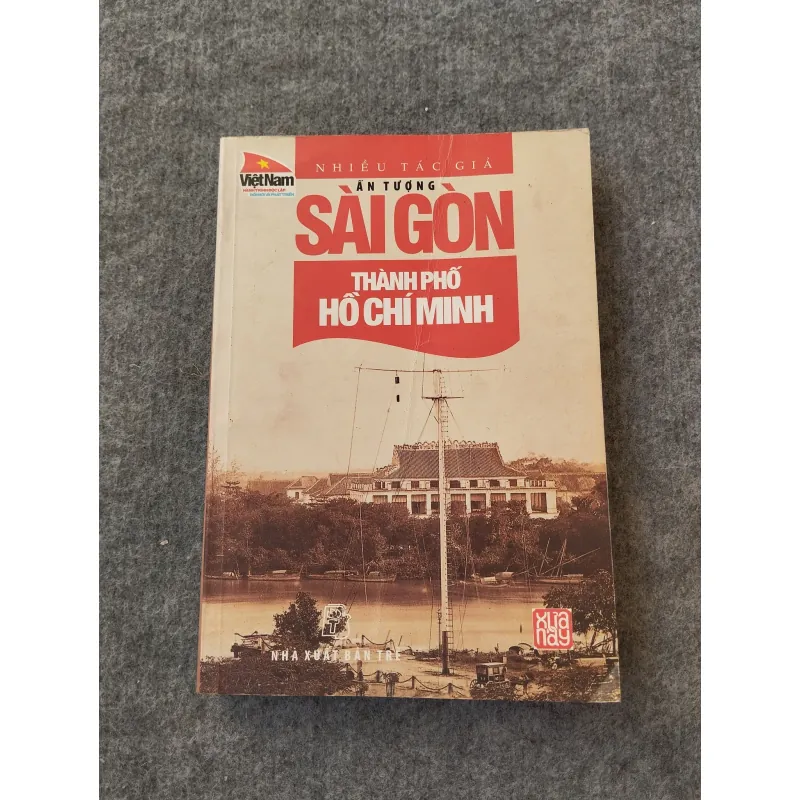 NHIỀU TÁC GIẢ
Việt Nam
ẤN TƯỢNG
SÀI GÒN
THÀNH PHỐ
HỒ CHÍ MINH
XƯA
NAY
NHÀ XUẤT BẢN TRẺ